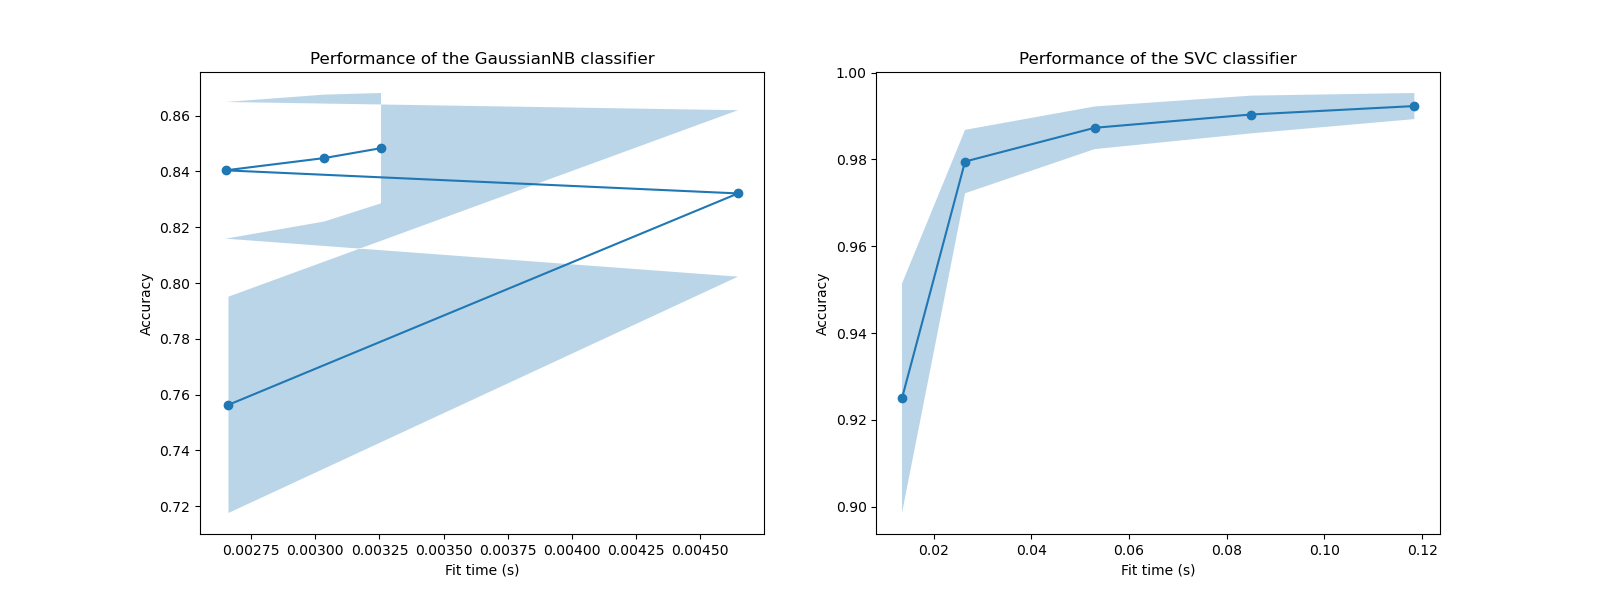 Performance of the GaussianNB classifier
0.86
0.84
0.82
0.80
0.78
0.76
0.74
0.72
Accuracy
0.00275 0.00300 0.00325 0.00350 0.00375 0.00400 0.00425 0.00450
Fit time (s)
Performance of the SVC classifier
1.00
0.98
0.96
0.94
0.92
0.90
Accuracy
0.02 0.04 0.06 0.08 0.10 0.12
Fit time (s)